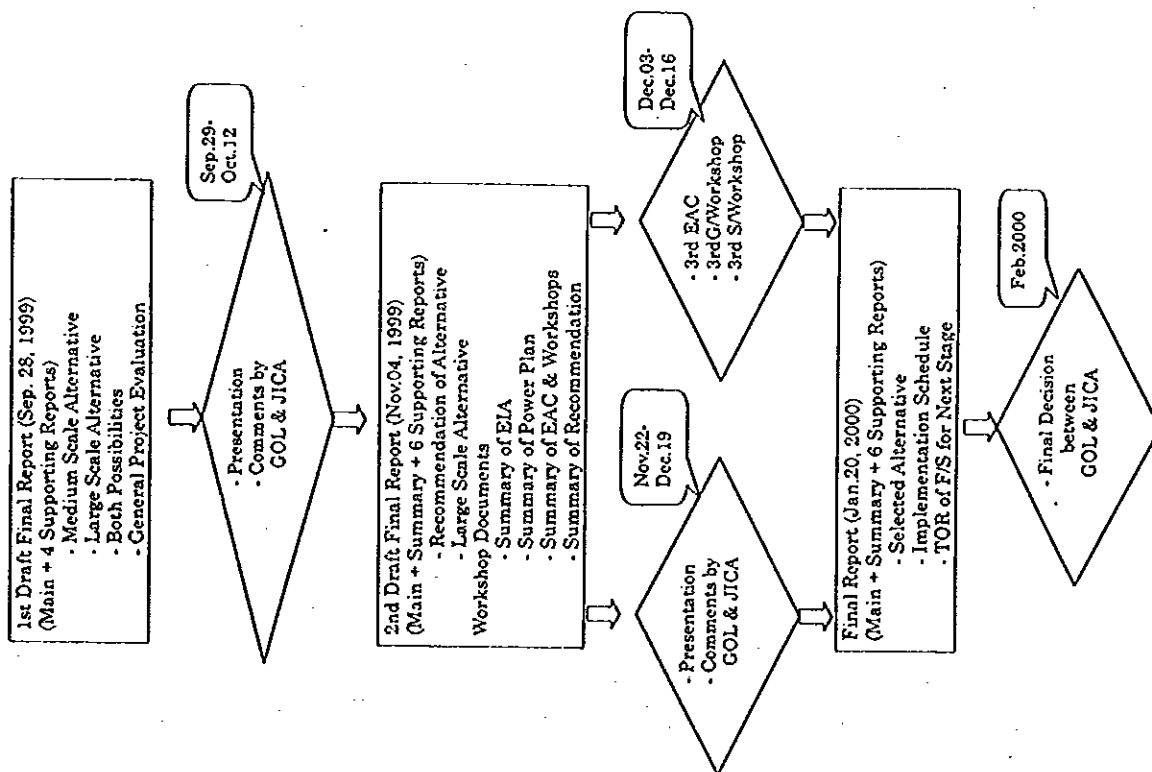 1st Draft Final Report (Sep. 28, 1999)
(Main + 4 Supporting Reports)
- Medium Scale Alternative
- Large Scale Alternative
- Both Possibilities
- General Project Evaluation
Sep.29-
Oct.12
- Presentation
- Comments by
GOL & JICA
2nd Draft Final Report (Nov.04, 1999)
(Main + Summary + 6 Supporting Reports)
- Recommendation of Alternative
- Large Scale Alternative
Workshop Documents
- Summary of EIA
- Summary of Power Plan
- Summary of EAC & Workshops
- Summary of Recommendation
Nov.22-
Dec.19
- Presentation
- Comments by
GOL & JICA
Dec.03-
Dec.16
- 3rd EAC
- 3rdG/Workshop
- 3rd S/Workshop
Final Report (Jan.20, 2000)
(Main + Summary + 6 Supporting Reports)
- Selected Alternative
- Implementation Schedule
- TOR of F/S for Next Stage
Feb.2000
- Final Decision
between
GOL & JICA